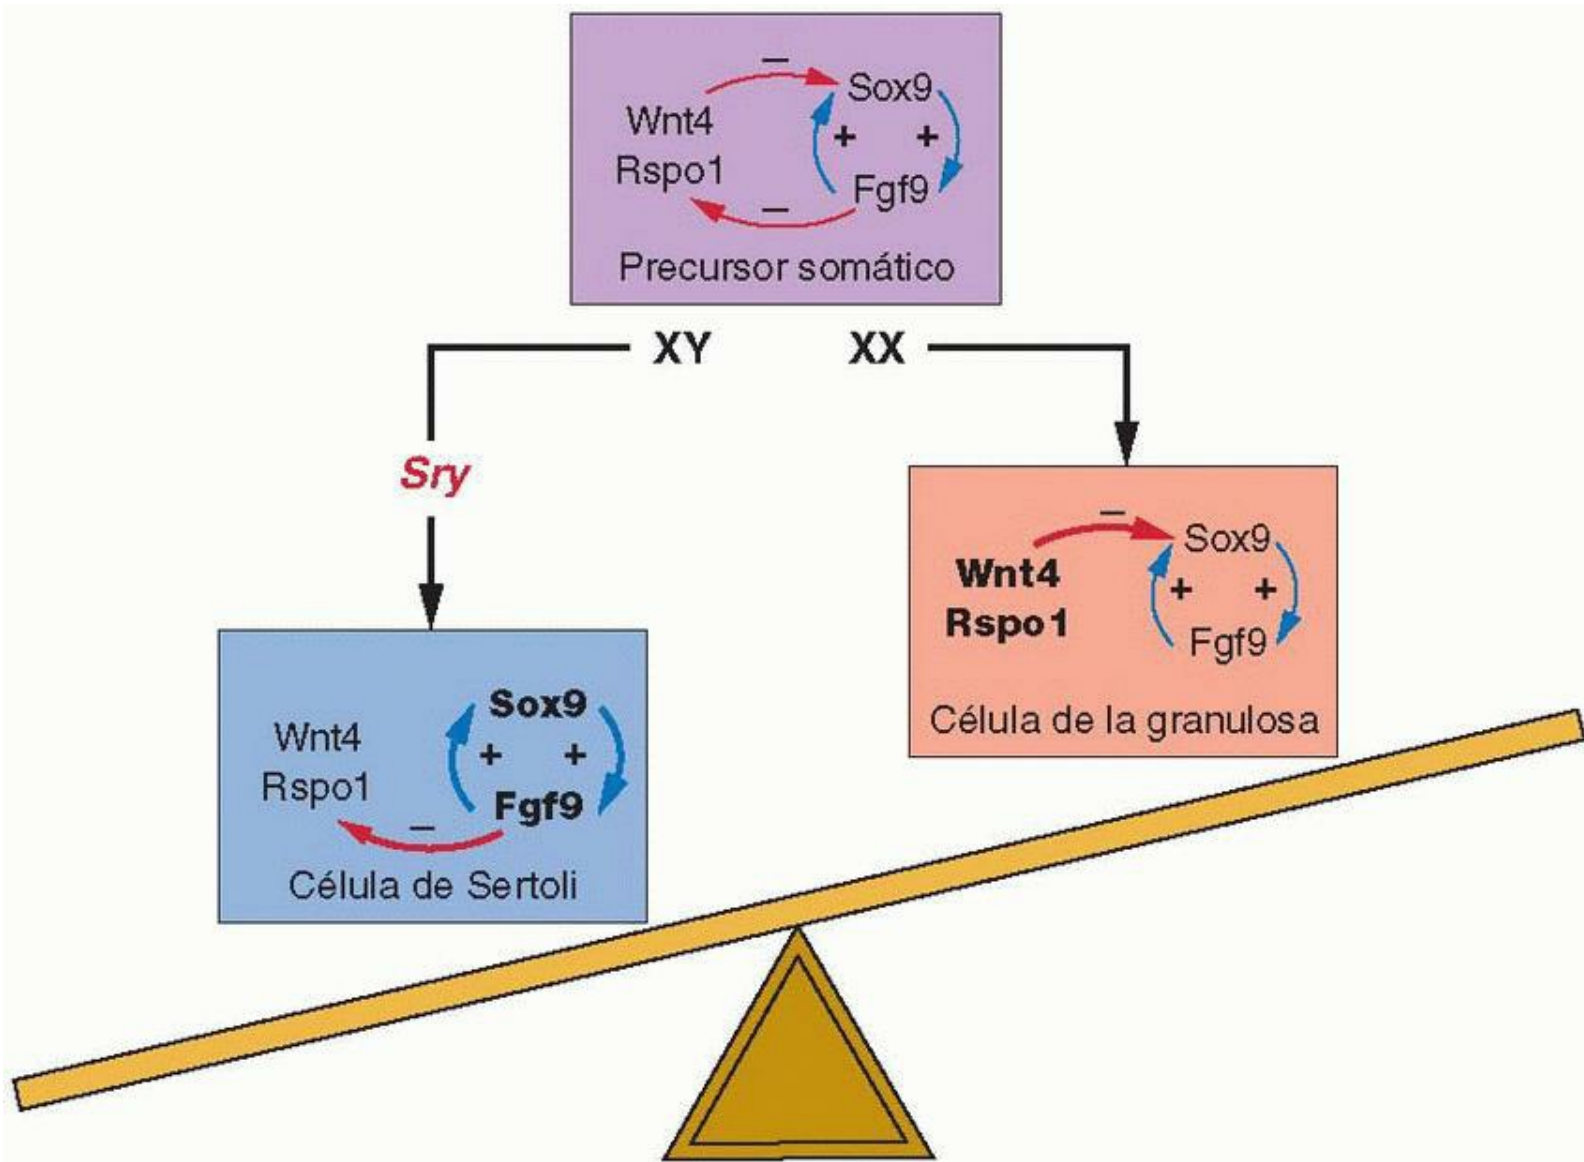 –
Sox9
Wnt4
+ +
Rspo1
Fgf9
–
Precursor somático
XY XX
Sry
–
Sox9
Wnt4
+ +
Rspo1
Fgf9
Célula de la granulosa
Sox9
Wnt4
+ +
Rspo1
Fgf9
–
Célula de Sertoli